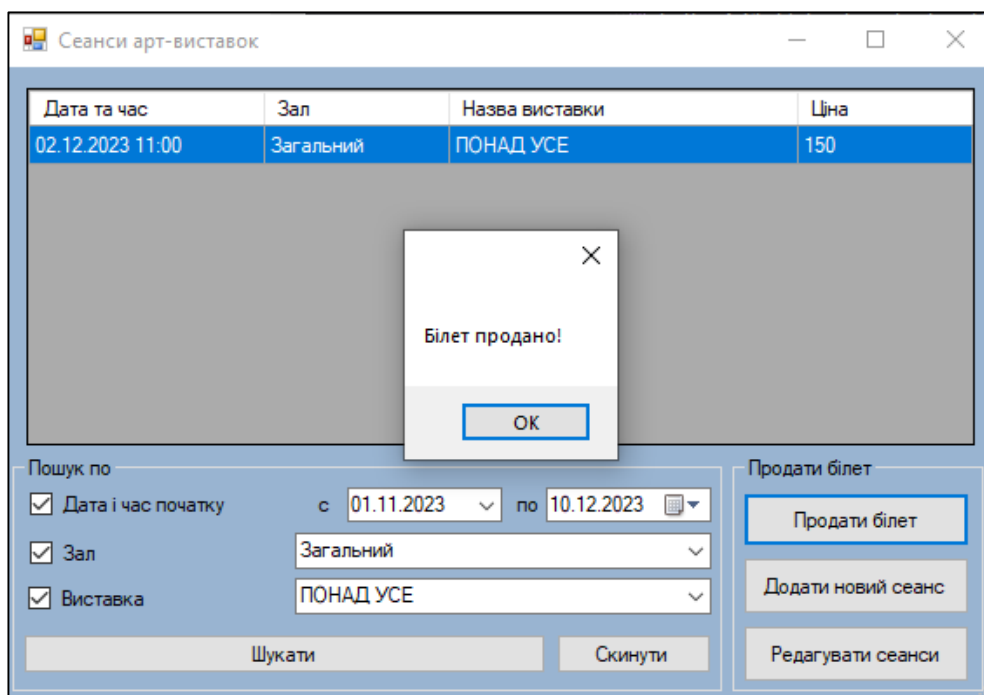 Сеанси арт-виставок
Дата та час Зал Назва виставки Ціна
02.12.2023 11:00 Загальний ПОНАД УСЕ 150
Білет продано!
ОК
Пошук по
Дата і час початку с 01.11.2023 по 10.12.2023
Зал Загальний
Виставка ПОНАД УСЕ
Шукати Скинути
Продати білет
Продати білет
Додати новий сеанс
Редагувати сеанси